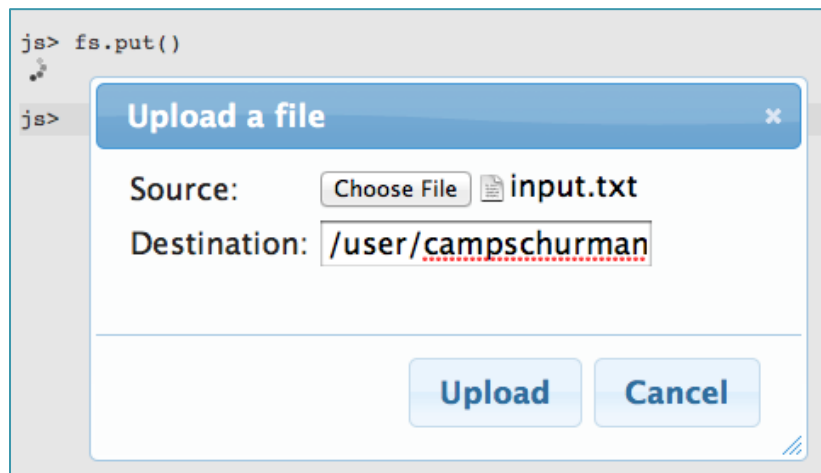 js> fs.put()
js>
Upload a file ×
Source: Choose File input.txt
Destination: /user/campschurman
Upload Cancel